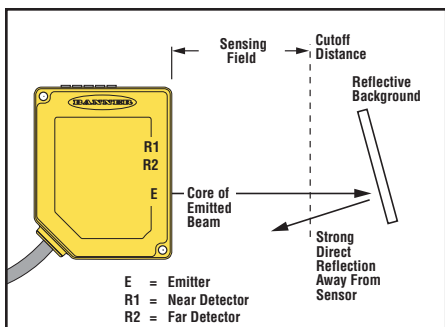 Sensing
Field
Cutoff
Distance
Reflective
Background
BANNER
R1
R2
E
Core of
Emitted
Beam
Strong
Direct
Reflection
Away From
Sensor
E = Emitter
R1 = Near Detector
R2 = Far Detector